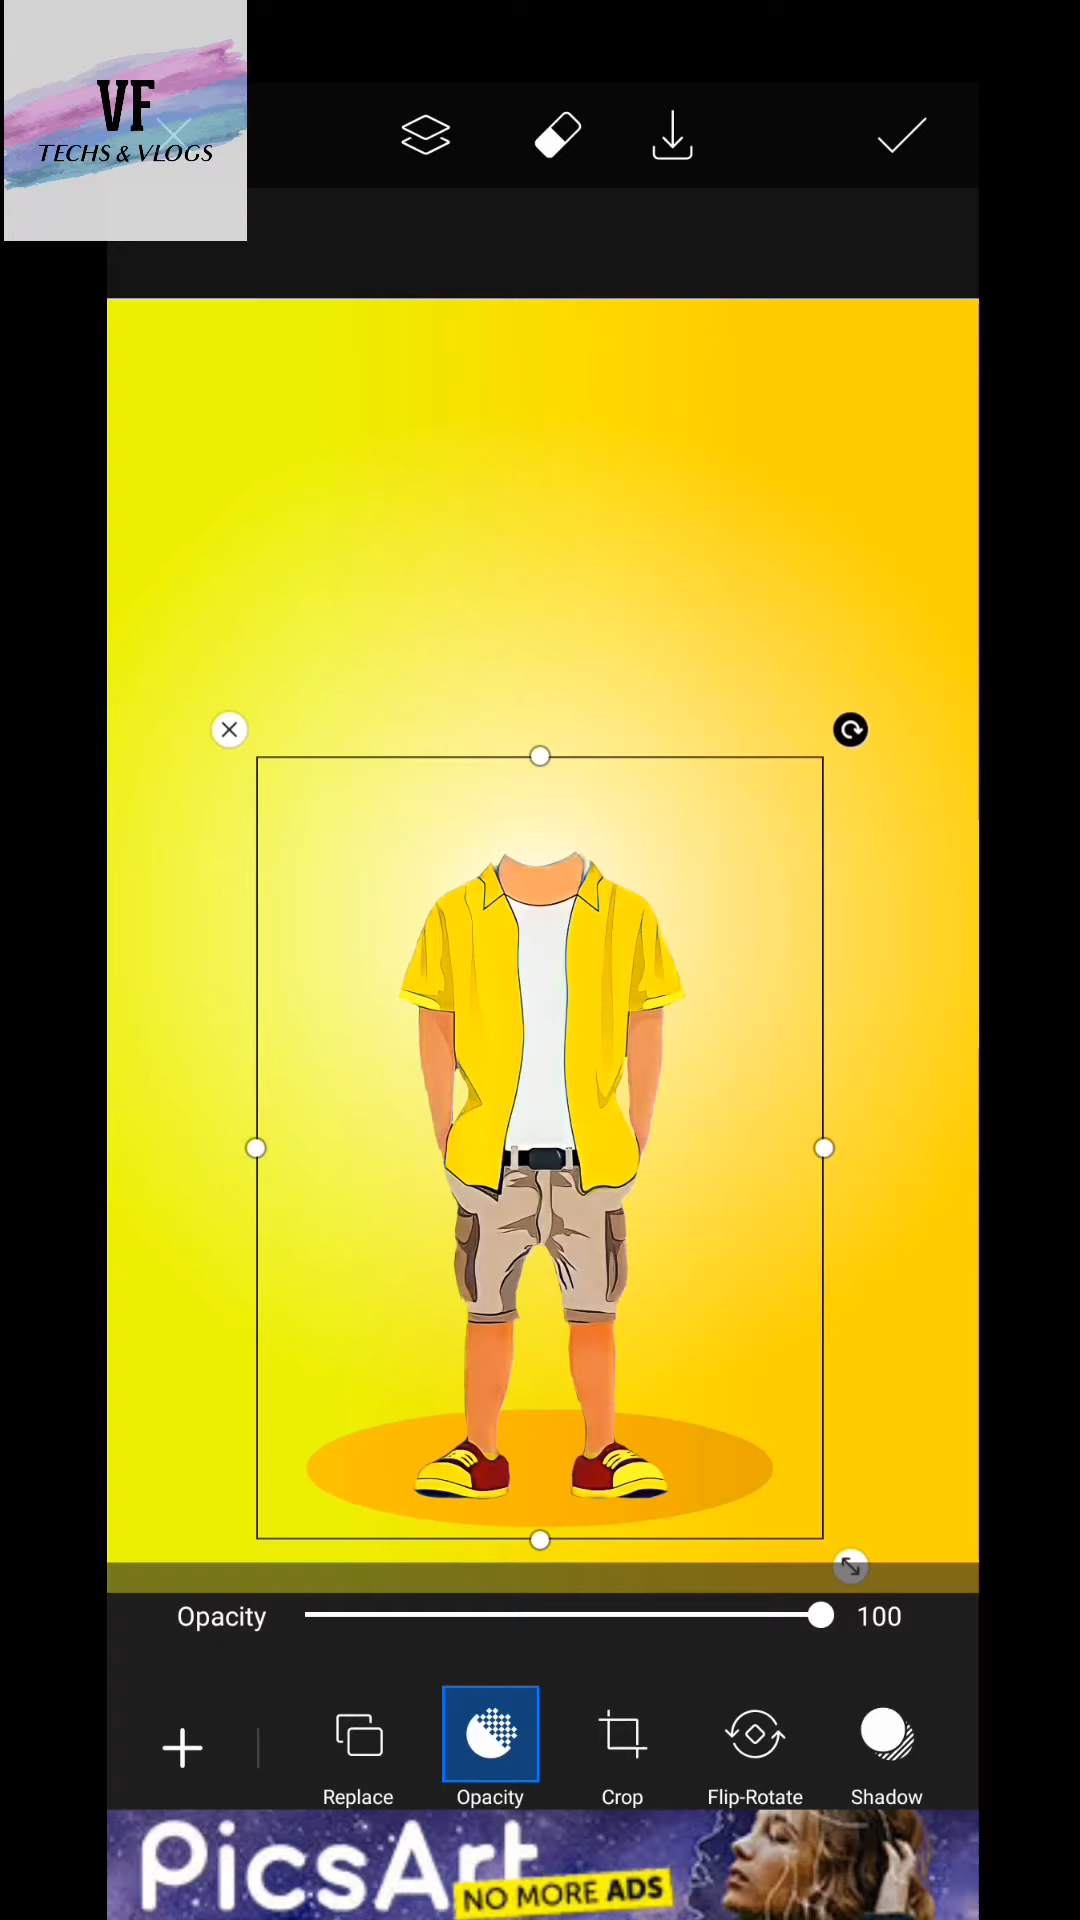 VF
TECHS & VLOGS
Opacity 100
Replace Opacity Crop Flip-Rotate Shadow
PicsArt
NO MORE ADS